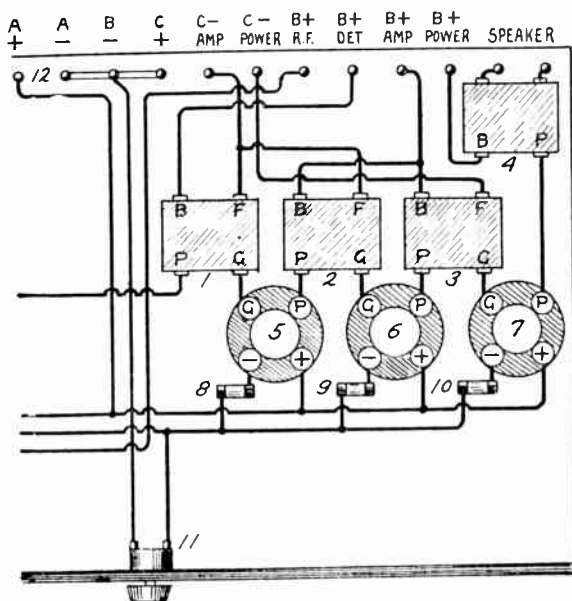 A A B C C- C- B+ B+ B+ B+ SPEAKER
+ - - + AMP POWER R.F. DET AMP POWER
12
B P
4
B F B F B F
P G P G P G
1 2 3
G P G P G P
5 6 7
- + - + - +
8 9 10
11